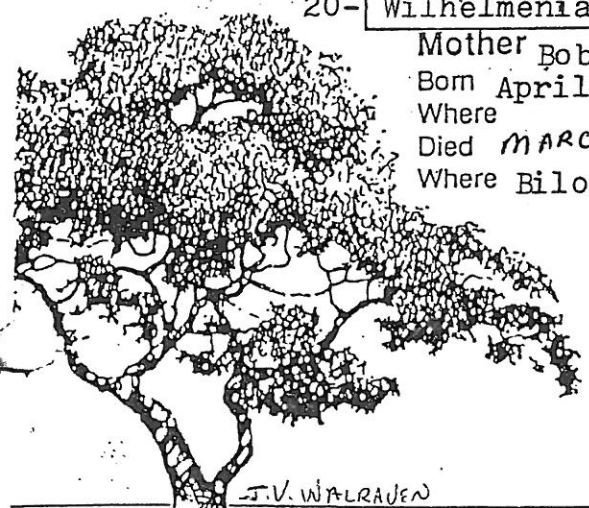 20- Wilhelmenia
Mother Bob
Born April
Where
Died MARC
Where Bilo
J.V. WALRAVEN